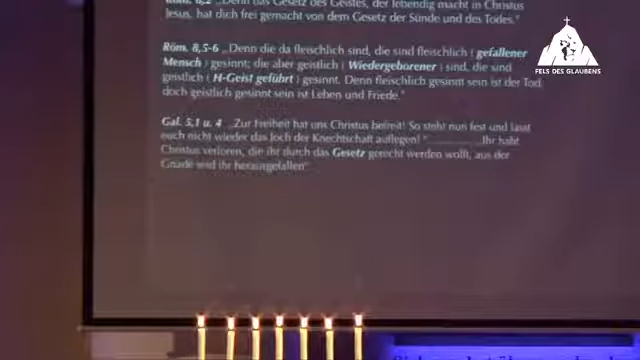 Röm. 8,2 „Denn das Gesetz des Geistes, der lebendig macht in Christus
Jesus, hat dich frei gemacht von dem Gesetz der Sünde und des Todes."
Röm. 8,5-6 „Denn die da fleischlich sind, die sind fleischlich ( gefallener
Mensch ) gesinnt; die aber geistlich ( Wiedergeborener ) sind, die sind
geistlich ( H-Geist geführt ) gesinnt. Denn fleischlich gesinnt sein ist der Tod
doch geistlich gesinnt sein ist Leben und Friede."
Gal. 5,1 u. 4 „Zur Freiheit hat uns Christus befreit! So steht nun fest und lasst
euch nicht wieder das Joch der Knechtschaft auflegen! "............Ihr habt
Christus verloren, die ihr durch das Gesetz gerecht werden wollt, aus der
Gnade seid ihr herausgefallen"
FELS DES GLAUBENS